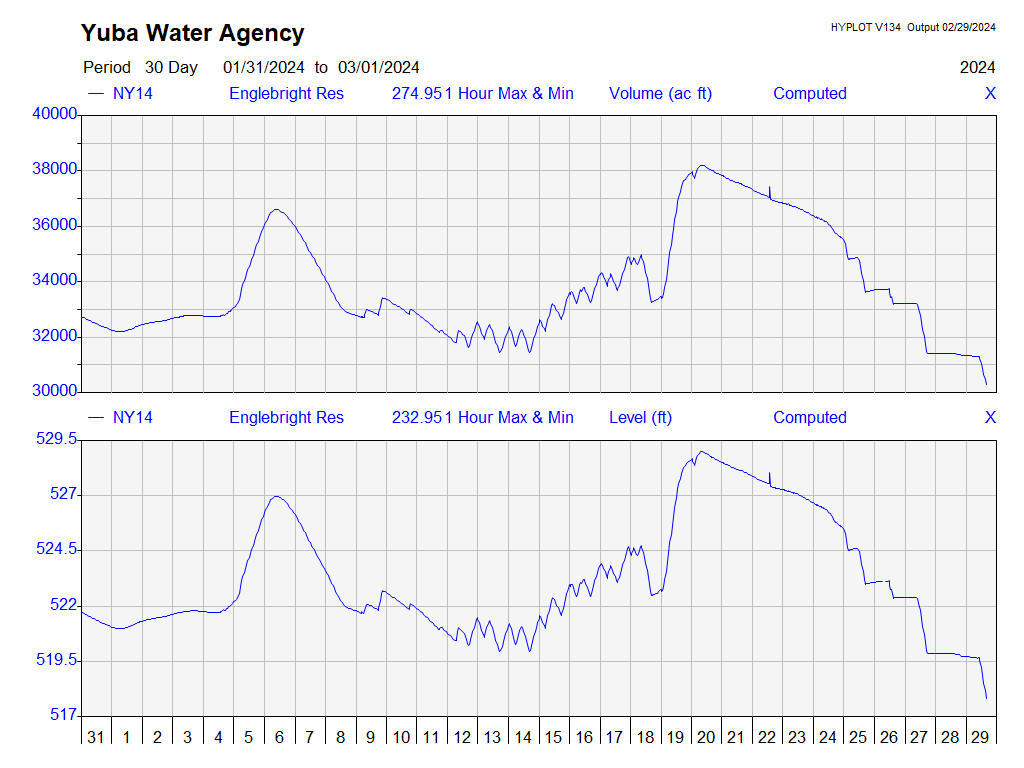 Yuba Water Agency
HYPLOT V134 Output 02/29/2024
Period 30 Day 01/31/2024 to 03/01/2024 2024
NY14 Englebright Res 274.951 Hour Max & Min Volume (ac ft) Computed X
40000
38000
36000
34000
32000
30000
NY14 Englebright Res 232.951 Hour Max & Min Level (ft) Computed X
529.5
527
524.5
522
519.5
517
31 1 2 3 4 5 6 7 8 9 10 11 12 13 14 15 16 17 18 19 20 21 22 23 24 25 26 27 28 29